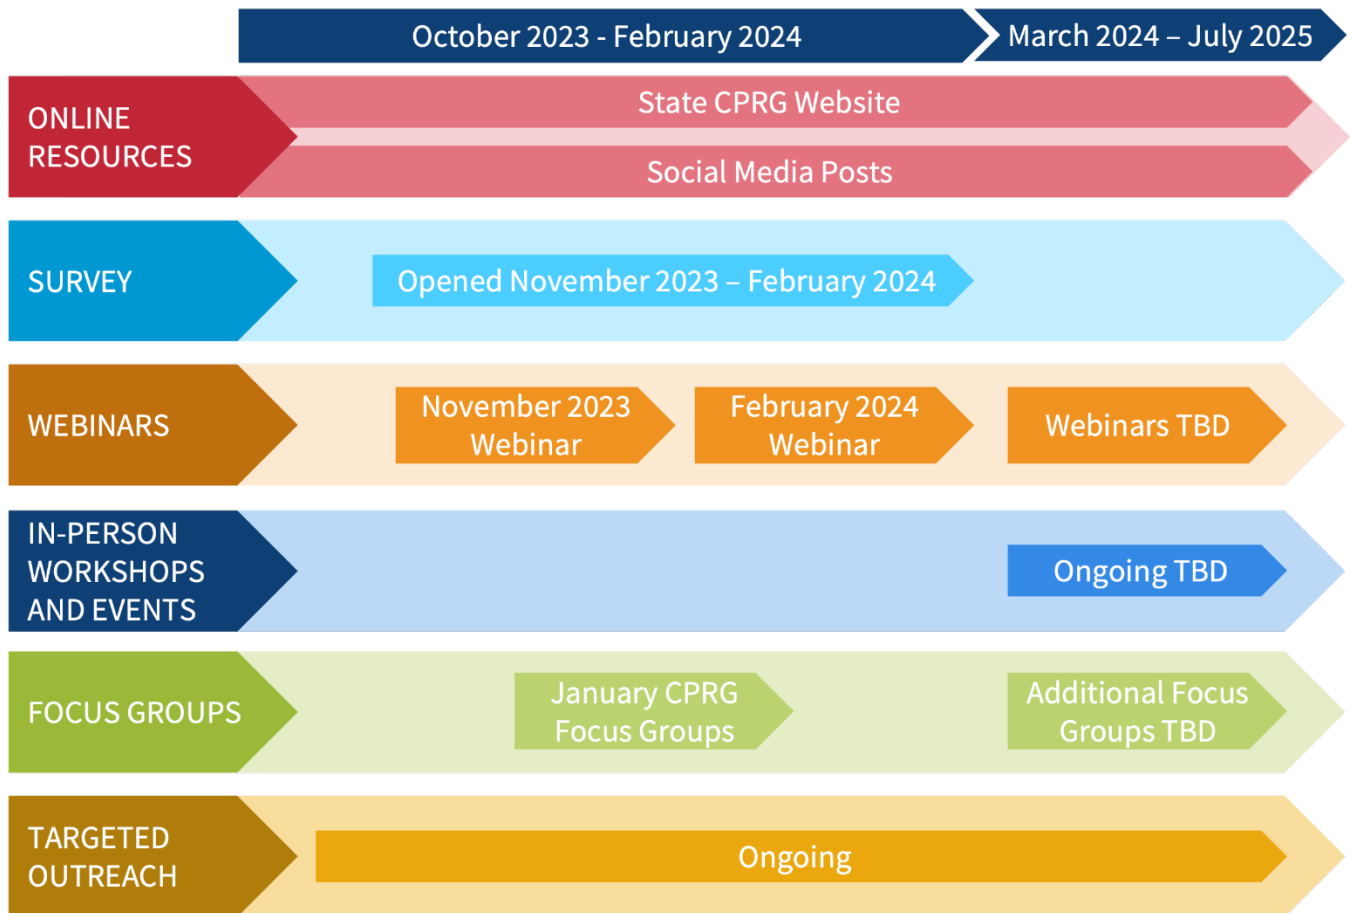 October 2023 - February 2024
March 2024 – July 2025
ONLINE
RESOURCES
State CPRG Website
Social Media Posts
SURVEY
Opened November 2023 – February 2024
WEBINARS
November 2023
Webinar
February 2024
Webinar
Webinars TBD
IN-PERSON
WORKSHOPS
AND EVENTS
Ongoing TBD
FOCUS GROUPS
January CPRG
Focus Groups
Additional Focus
Groups TBD
TARGETED
OUTREACH
Ongoing